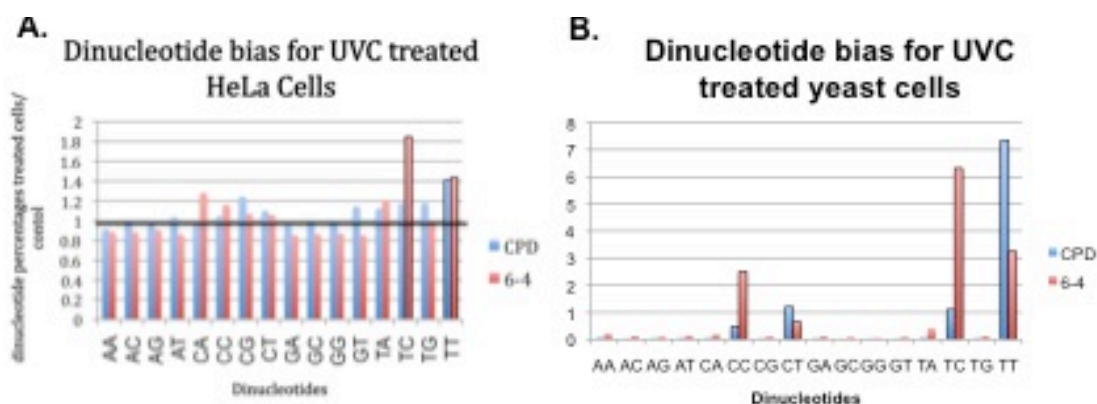 A.
Dinucleotide bias for UVC treated
HeLa Cells
dinucleotide percentages treated cells/
contol
2
1.8
1.6
1.4
1.2
1
0.8
0.6
0.4
0.2
0
AA AC AG AT CA CC CG CT GA GC GG GT TA TC TG TT
Dinucleotides
CPD
6-4
B.
Dinucleotide bias for UVC
treated yeast cells
8
7
6
5
4
3
2
1
0
AA AC AG AT CA CC CG CT GA GC GG GT TA TC TG TT
Dinucleotides
CPD
6-4